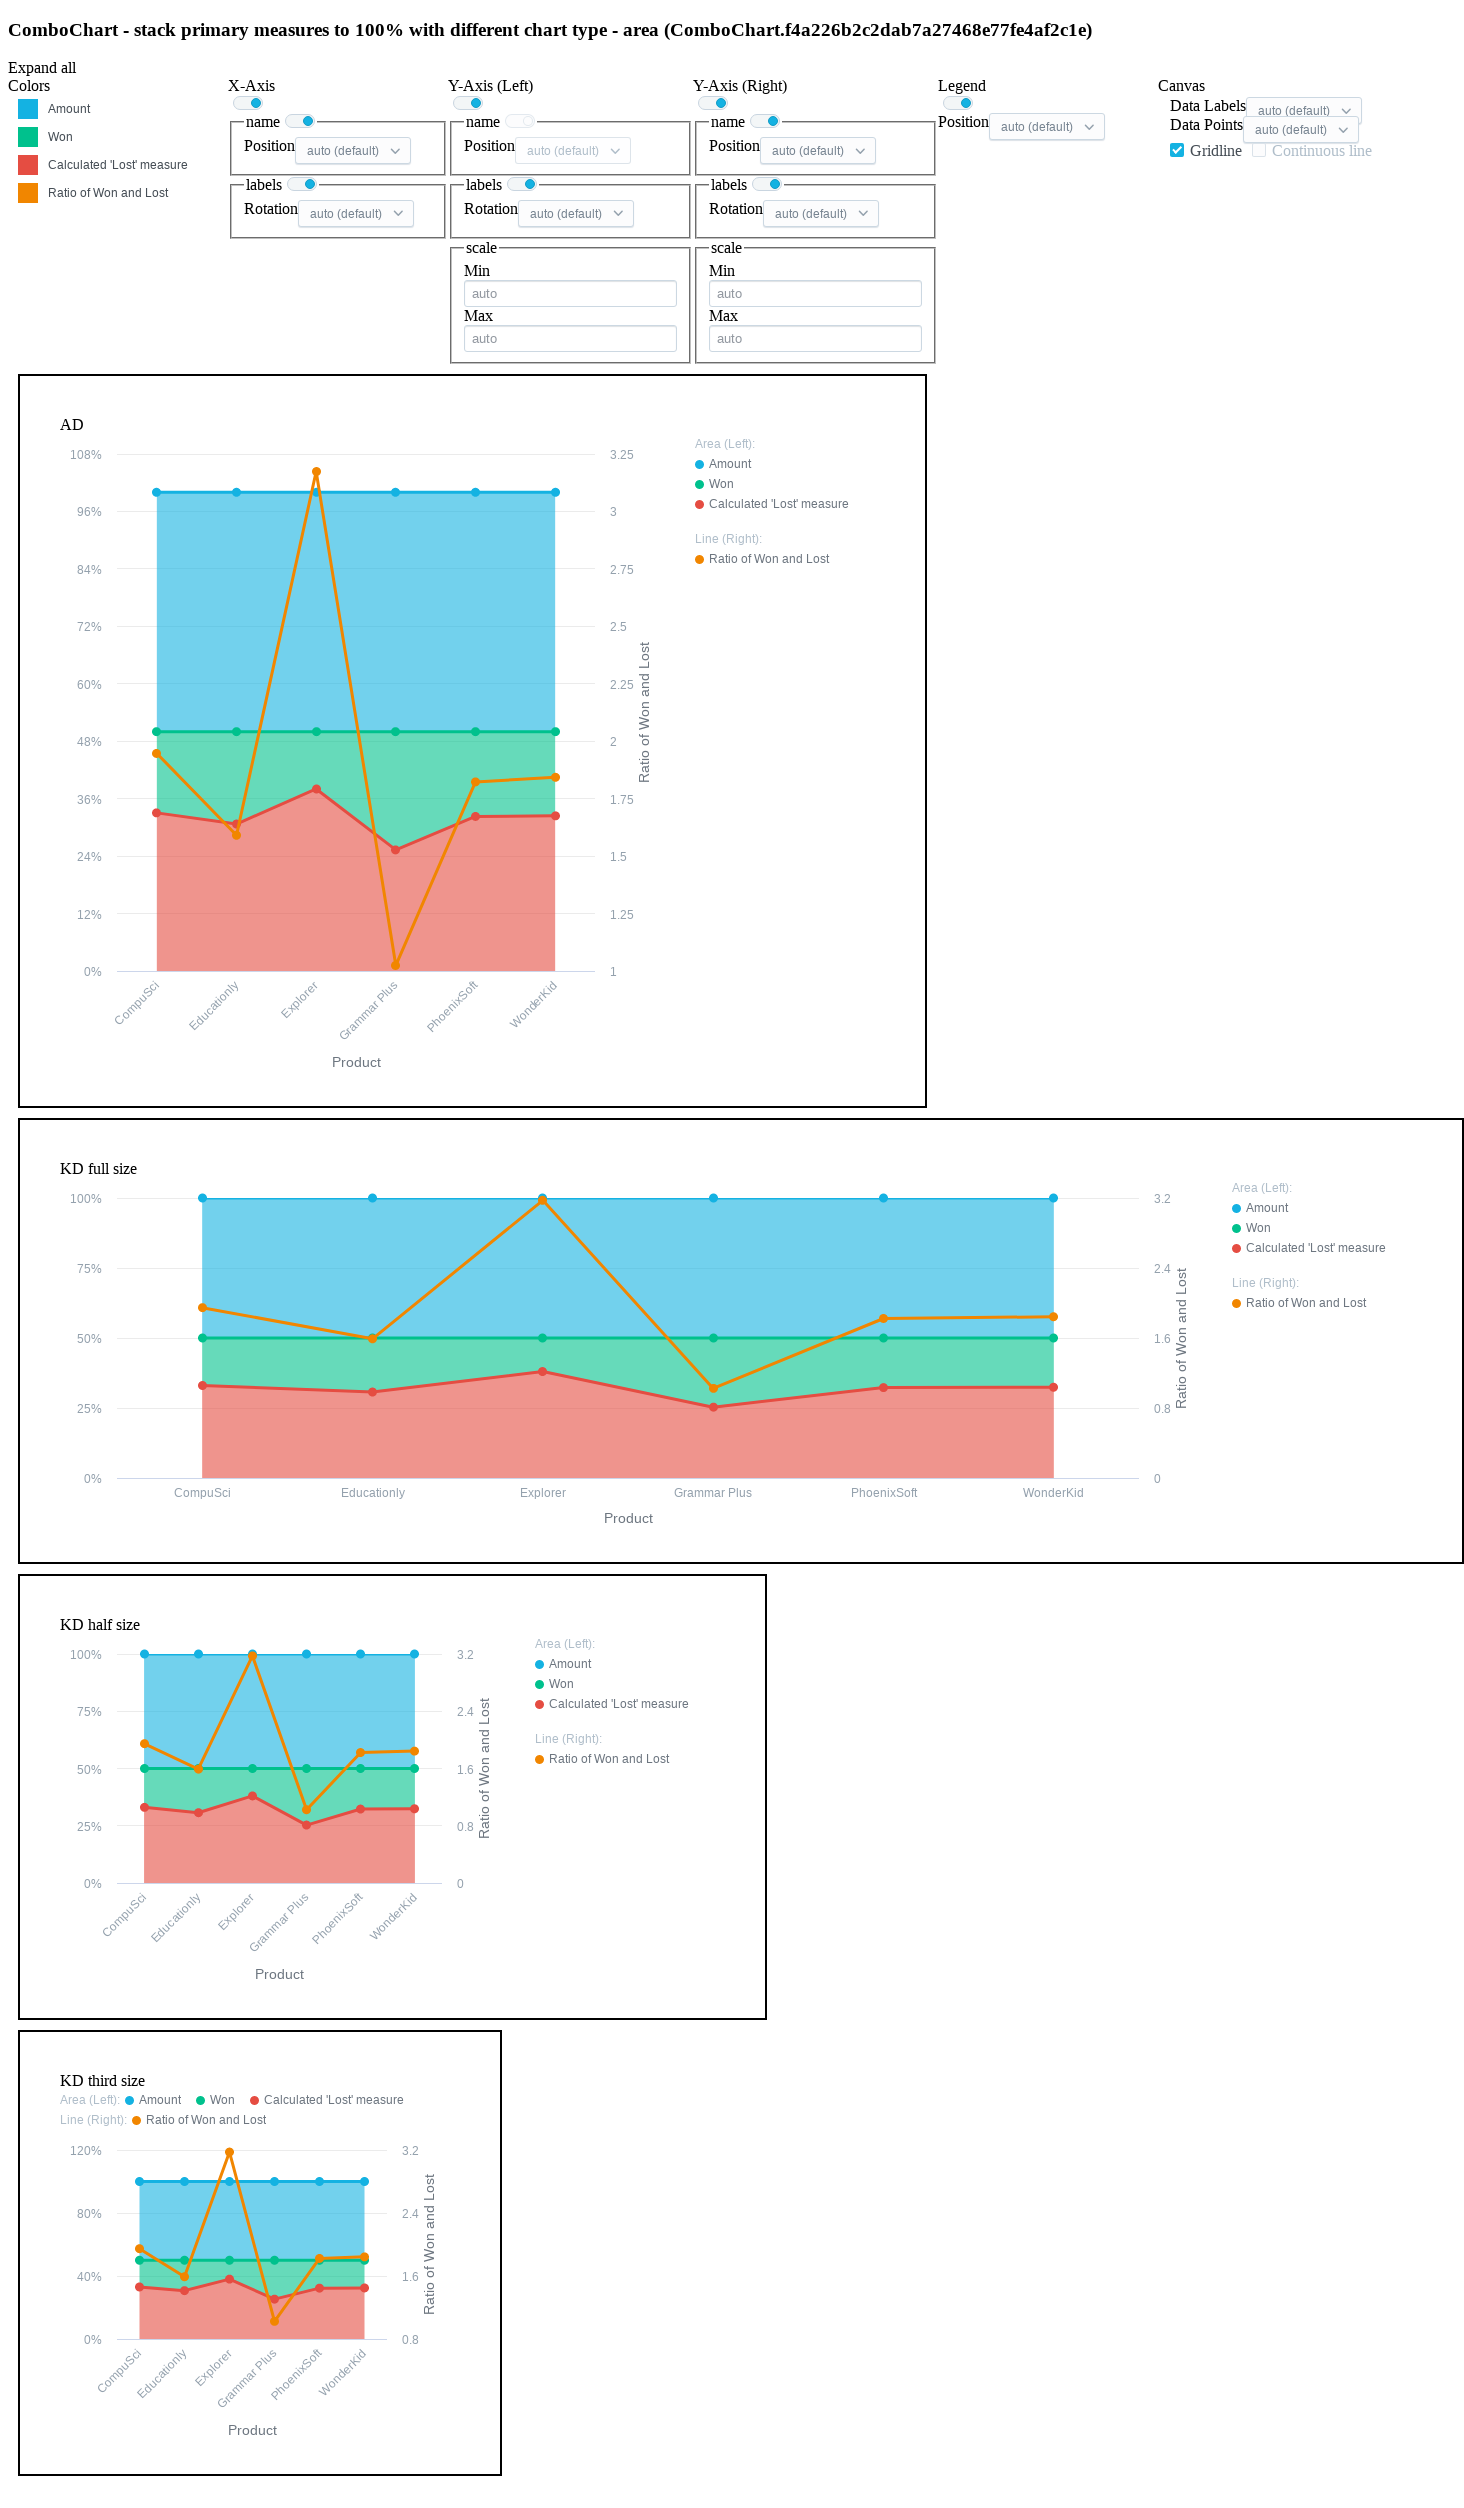 ComboChart - stack primary measures to 100% with different chart type - area (ComboChart.f4a226b2c2dab7a27468e77fe4af2c1e)
Expand all
Colors
Amount
Won
Calculated 'Lost' measure
Ratio of Won and Lost
X-Axis
name
Position auto (default)
labels
Rotation auto (default)
Y-Axis (Left)
name
Position auto (default)
labels
Rotation auto (default)
scale
Min
auto
Max
auto
Y-Axis (Right)
name
Position auto (default)
labels
Rotation auto (default)
scale
Min
auto
Max
auto
Legend
Position auto (default)
Canvas
Data Labels auto (default)
Data Points auto (default)
Gridline Continuous line
AD
108%
96%
84%
72%
60%
48%
36%
24%
12%
0%
3.25
3
2.75
2.5
2.25
2
1.75
1.5
1.25
1
Ratio of Won and Lost
CompuSci
Educationly
Explorer
Grammar Plus
PhoenixSoft
WonderKid
Product
Area (Left):
Amount
Won
Calculated 'Lost' measure
Line (Right):
Ratio of Won and Lost
KD full size
100%
75%
50%
25%
0%
3.2
2.4
1.6
0.8
0
Ratio of Won and Lost
CompuSci
Educationly
Explorer
Grammar Plus
PhoenixSoft
WonderKid
Product
Area (Left):
Amount
Won
Calculated 'Lost' measure
Line (Right):
Ratio of Won and Lost
KD half size
100%
75%
50%
25%
0%
3.2
2.4
1.6
0.8
0
Ratio of Won and Lost
CompuSci
Educationly
Explorer
Grammar Plus
PhoenixSoft
WonderKid
Product
Area (Left):
Amount
Won
Calculated 'Lost' measure
Line (Right):
Ratio of Won and Lost
KD third size
Area (Left): Amount Won Calculated 'Lost' measure
Line (Right): Ratio of Won and Lost
120%
80%
40%
0%
3.2
2.4
1.6
0.8
Ratio of Won and Lost
CompuSci
Educationly
Explorer
Grammar Plus
PhoenixSoft
WonderKid
Product